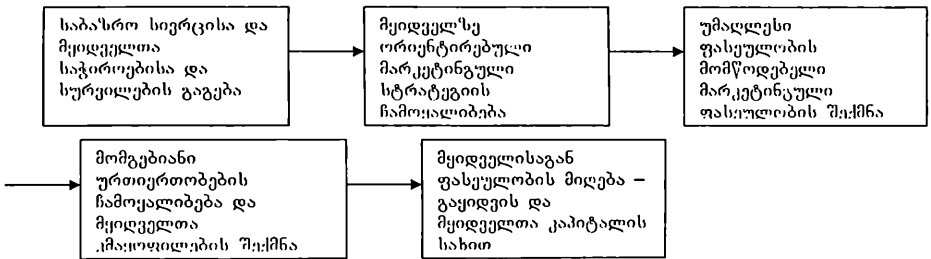 საბაზრო სივრცისა და
მყიდველთა
საჭიროებისა და
სურვილების გაგება
მყიდველზე
ორიენტირებული
მარკეტინგული
სტრატეგიის
ჩამოყალიბება
უმაღლესი
ფასეულობის
მომწოდებელი
მარკეტინგული
ფასეულობის შექმნა
მომგებიანი
ურთიერთობების
ჩამოყალიბება და
მყიდველთა
კმაყოფილების შექმნა
მყიდველისაგან
ფასეულობის მიღება –
გაყიდვის და
მყიდველთა კაპიტალის
სახით